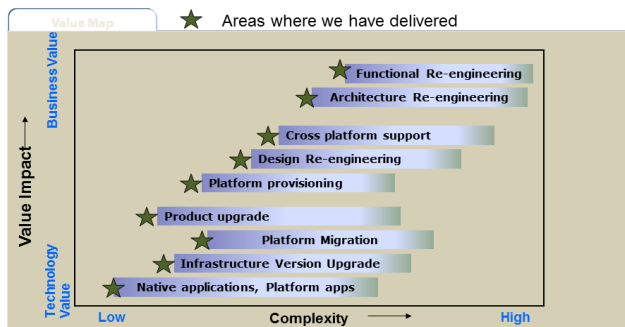 Value Map
Areas where we have delivered
Business Value
Value Impact
Technology
Value
Functional Re-engineering
Architecture Re-engineering
Cross platform support
Design Re-engineering
Platform provisioning
Product upgrade
Platform Migration
Infrastructure Version Upgrade
Native applications, Platform apps
Low
Complexity
High